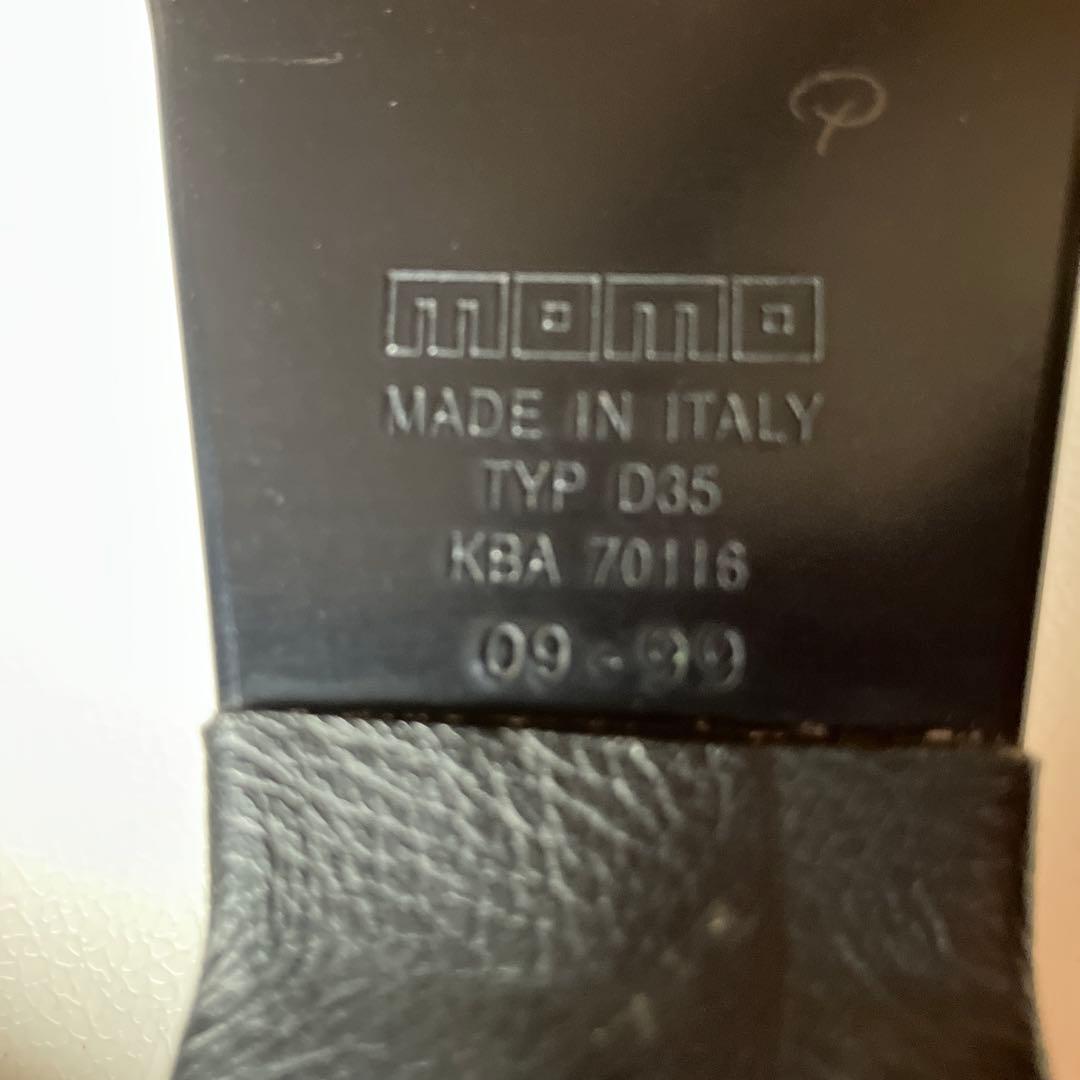 momo
MADE IN ITALY
TYP D35
KBA 70116
09 - 99